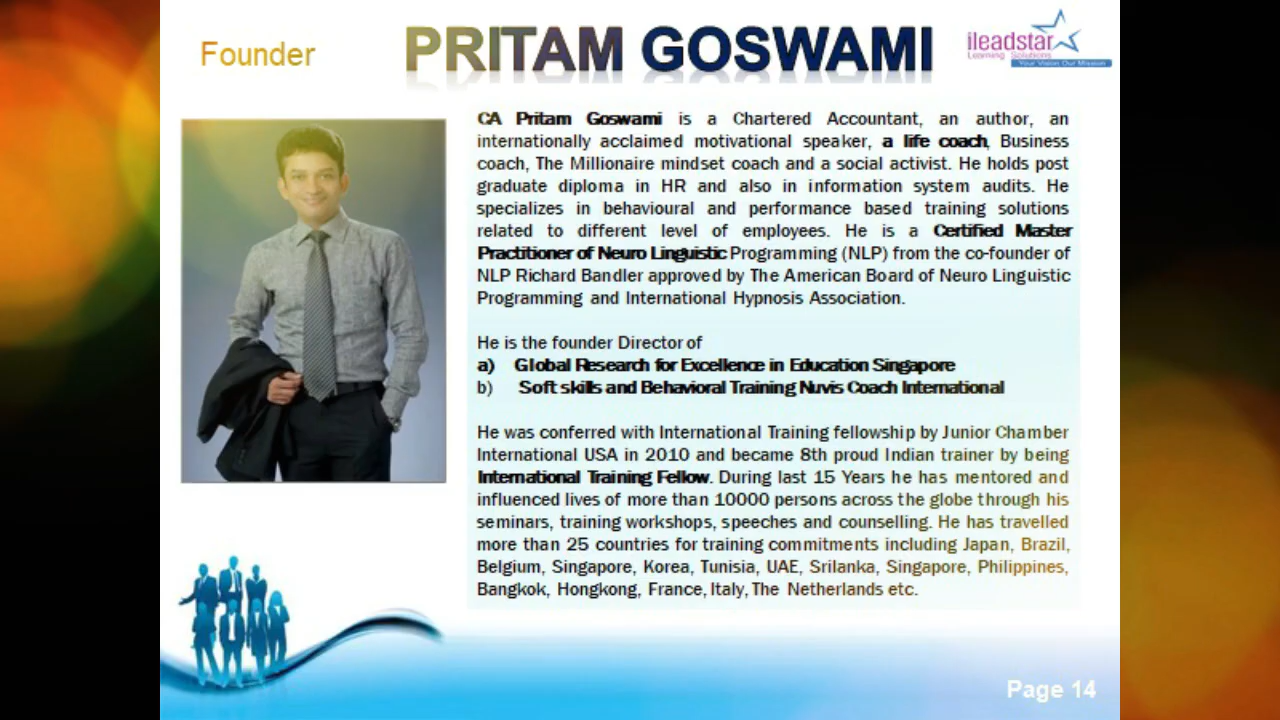 Founder
PRITAM GOSWAMI
ileadstar
Learning Solutions
Your Vision Our Mission
CA Pritam Goswami is a Chartered Accountant, an author, an
internationally acclaimed motivational speaker, a life coach, Business
coach, The Millionaire mindset coach and a social activist. He holds post
graduate diploma in HR and also in information system audits. He
specializes in behavioural and performance based training solutions
related to different level of employees. He is a Certified Master
Practitioner of Neuro Linguistic Programming (NLP) from the co-founder of
NLP Richard Bandler approved by The American Board of Neuro Linguistic
Programming and International Hypnosis Association.
He is the founder Director of
a) Global Research for Excellence in Education Singapore
b) Soft skills and Behavioral Training Nuvis Coach International
He was conferred with International Training fellowship by Junior Chamber
International USA in 2010 and became 8th proud Indian trainer by being
International Training Fellow. During last 15 Years he has mentored and
influenced lives of more than 10000 persons across the globe through his
seminars, training workshops, speeches and counselling. He has travelled
more than 25 countries for training commitments including Japan, Brazil,
Belgium, Singapore, Korea, Tunisia, UAE, Srilanka, Singapore, Philippines,
Bangkok, Hongkong, France, Italy, The Netherlands etc.
Page 14